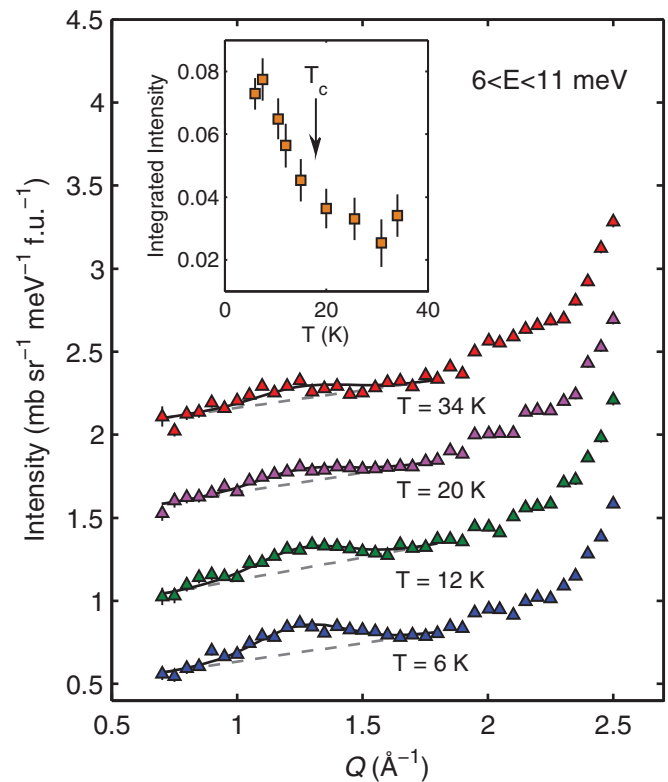 4.5
4
3.5
3
2.5
2
1.5
1
0.5
Intensity (mb sr⁻¹ meV⁻¹ f.u.⁻¹)
6<E<11 meV
0.08
0.06
0.04
0.02
Integrated Intensity
T_c
0 20 40
T (K)
T = 34 K
T = 20 K
T = 12 K
T = 6 K
0.5 1 1.5 2 2.5
Q (Å⁻¹)